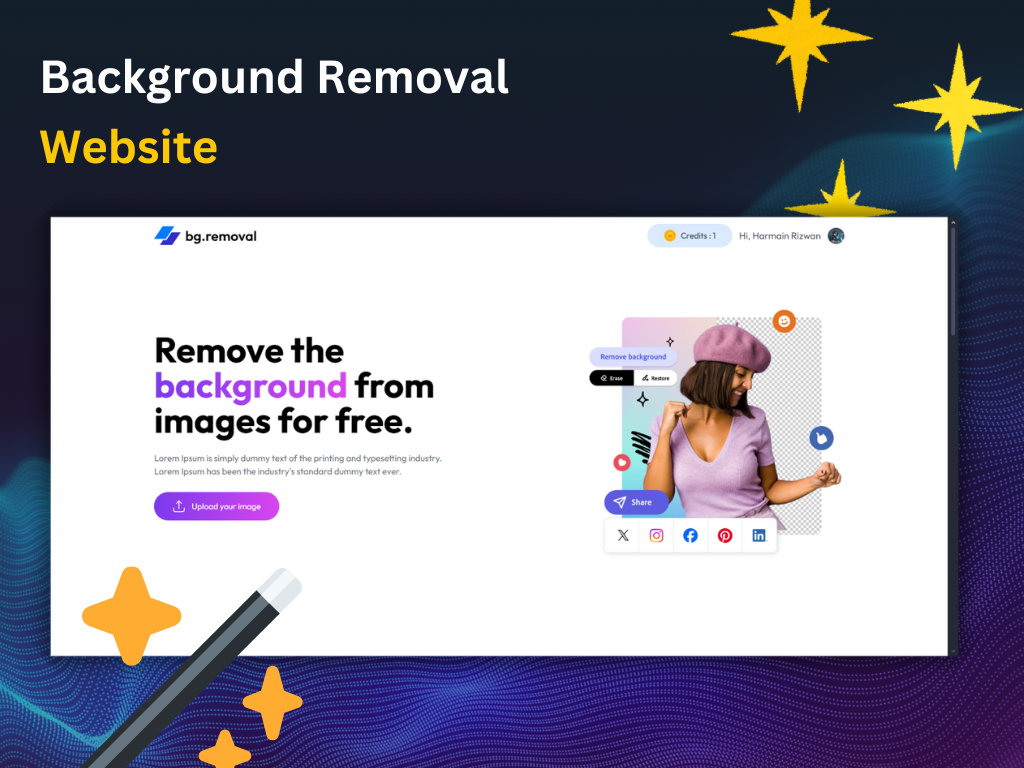 Background Removal
Website
bg.removal
Credits : 1
Hi, Harmain Rizwan
Remove the
background from
images for free.
Lorem Ipsum is simply dummy text of the printing and typesetting industry.
Lorem Ipsum has been the industry's standard dummy text ever.
Upload your image
Remove background
Erase
Restore
Share